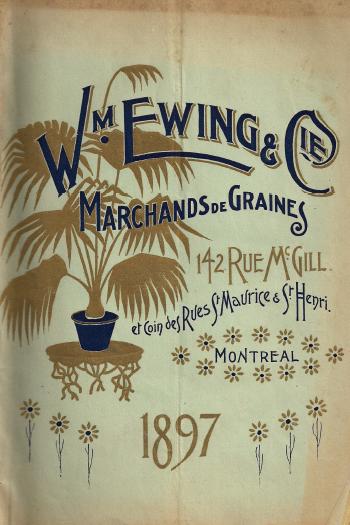 Wm. Ewing & Cie
Marchands de Graines
142 Rue McGill.
et Coin des Rues St Maurice & St Henri.
Montreal
1897